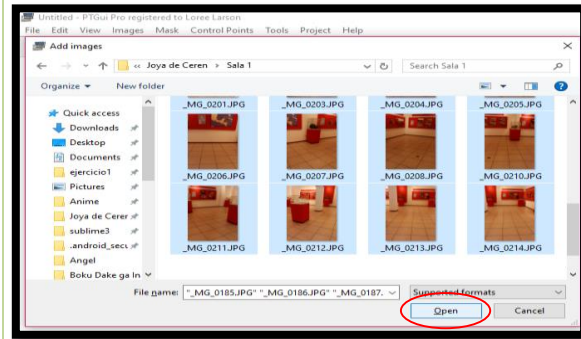 Untitled - PTGui Pro registered to Loree Larson
File Edit View Images Mask Control Points Tools Project Help
Add images
« Joya de Ceren › Sala 1
Search Sala 1
Organize New folder
Quick access
Downloads
Desktop
Documents
ejercicio1
Pictures
Anime
Joya de Ceren
sublime3
.android_secu
Angel
Boku Dake ga In
_MG_0201.JPG _MG_0203.JPG _MG_0204.JPG _MG_0205.JPG
_MG_0206.JPG _MG_0207.JPG _MG_0208.JPG _MG_0210.JPG
_MG_0211.JPG _MG_0212.JPG _MG_0213.JPG _MG_0214.JPG
File name: "_MG_0185.JPG" "_MG_0186.JPG" "_MG_0187. Supported formats
Open Cancel